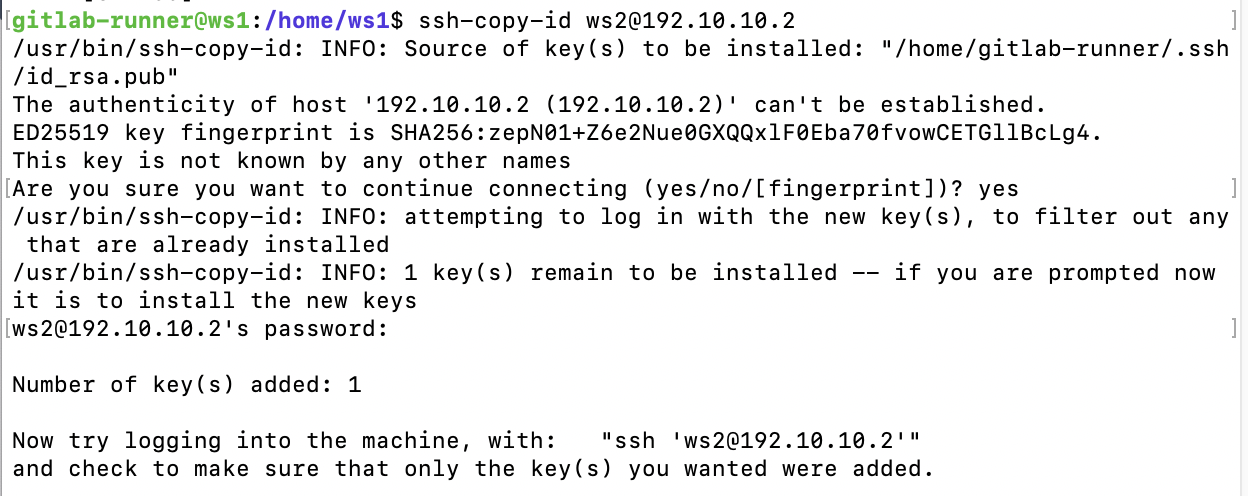 [gitlab-runner@ws1:/home/ws1$ ssh-copy-id ws2@192.10.10.2 ]
/usr/bin/ssh-copy-id: INFO: Source of key(s) to be installed: "/home/gitlab-runner/.ssh
/id_rsa.pub"
The authenticity of host '192.10.10.2 (192.10.10.2)' can't be established.
ED25519 key fingerprint is SHA256:zepN01+Z6e2Nue0GXQQxlF0Eba70fvowCETGllBcLg4.
This key is not known by any other names
[Are you sure you want to continue connecting (yes/no/[fingerprint])? yes ]
/usr/bin/ssh-copy-id: INFO: attempting to log in with the new key(s), to filter out any
 that are already installed
/usr/bin/ssh-copy-id: INFO: 1 key(s) remain to be installed -- if you are prompted now
it is to install the new keys
[ws2@192.10.10.2's password: ]
Number of key(s) added: 1
Now try logging into the machine, with:   "ssh 'ws2@192.10.10.2'"
and check to make sure that only the key(s) you wanted were added.